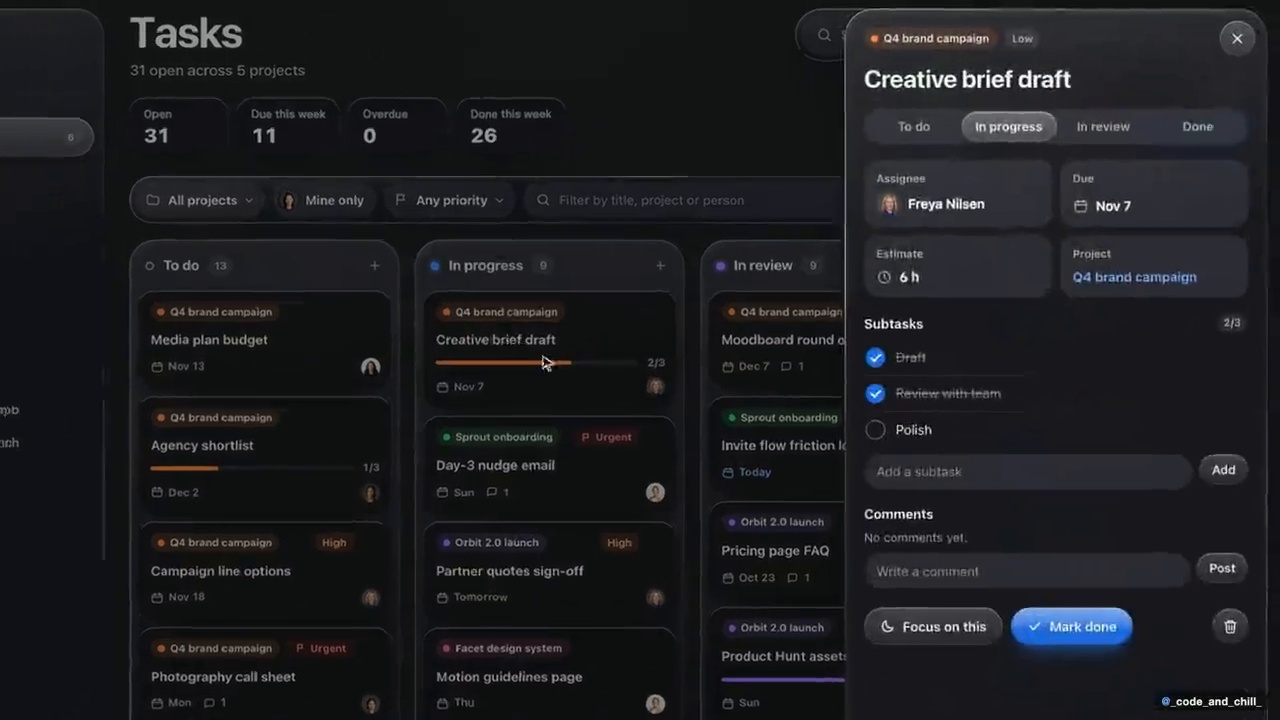 Tasks
31 open across 5 projects
Open
31
Due this week
11
Overdue
0
Done this week
26
All projects
Mine only
Any priority
Filter by title, project or person
To do 13
Q4 brand campaign
Media plan budget
Nov 13
Q4 brand campaign
Agency shortlist
1/3
Dec 2
Q4 brand campaign High
Campaign line options
Nov 18
Q4 brand campaign Urgent
Photography call sheet
Mon 1
In progress 9
Q4 brand campaign
Creative brief draft
2/3
Nov 7
Sprout onboarding Urgent
Day-3 nudge email
Sun 1
Orbit 2.0 launch High
Partner quotes sign-off
Tomorrow
Facet design system
Motion guidelines page
Thu
In review 9
Q4 brand campaign
Moodboard round
Dec 7 1
Sprout onboarding
Invite flow friction
Today
Orbit 2.0 launch
Pricing page FAQ
Oct 23 1
Orbit 2.0 launch
Product Hunt assets
Sun
Q4 brand campaign Low
Creative brief draft
To do In progress In review Done
Assignee
Freya Nilsen
Due
Nov 7
Estimate
6 h
Project
Q4 brand campaign
Subtasks 2/3
Draft
Review with team
Polish
Add a subtask Add
Comments
No comments yet.
Write a comment Post
Focus on this Mark done
@_code_and_chill_